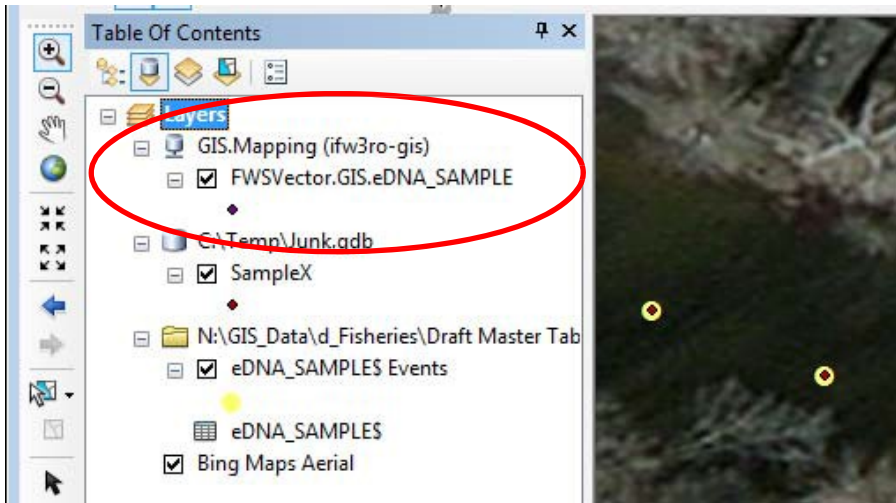 Table Of Contents
Layers
GIS.Mapping (ifw3ro-gis)
FWSVector.GIS.eDNA_SAMPLE
C:\Temp\Junk.gdb
SampleX
N:\GIS_Data\d_Fisheries\Draft Master Tab
eDNA_SAMPLE$ Events
eDNA_SAMPLE$
Bing Maps Aerial